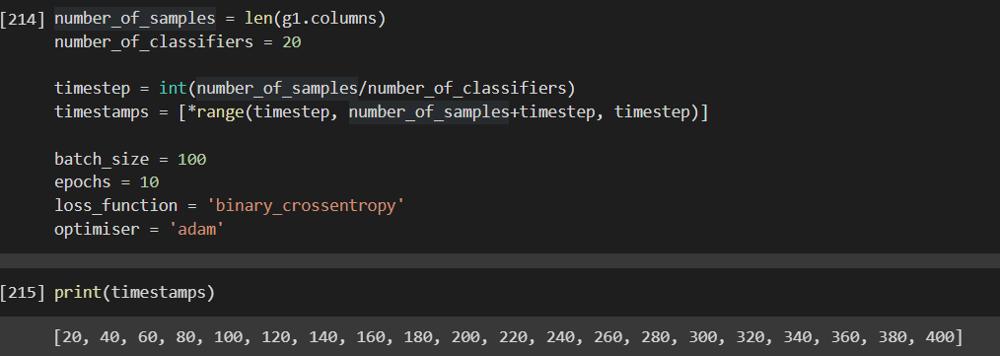 [214] number_of_samples = len(g1.columns)
number_of_classifiers = 20
timestep = int(number_of_samples/number_of_classifiers)
timestamps = [*range(timestep, number_of_samples+timestep, timestep)]
batch_size = 100
epochs = 10
loss_function = 'binary_crossentropy'
optimiser = 'adam'
[215] print(timestamps)
[20, 40, 60, 80, 100, 120, 140, 160, 180, 200, 220, 240, 260, 280, 300, 320, 340, 360, 380, 400]